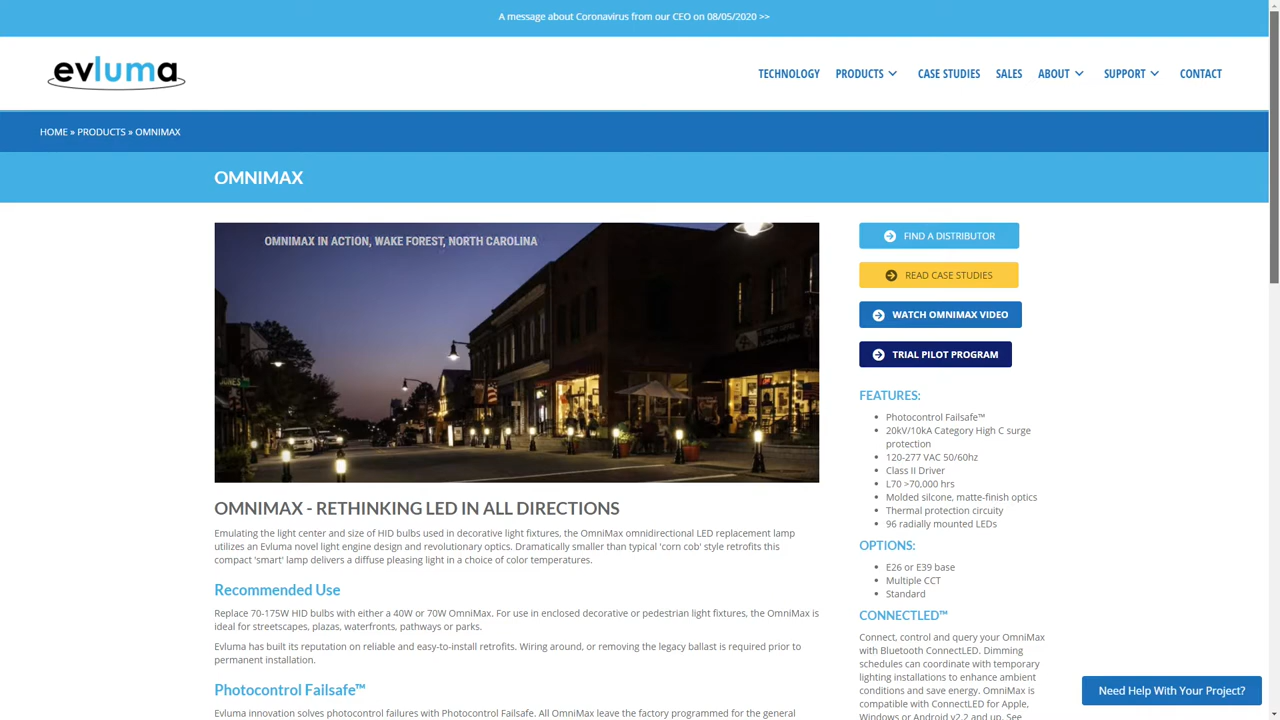 A message about Coronavirus from our CEO on 08/05/2020 >>
evluma
TECHNOLOGY PRODUCTS CASE STUDIES SALES ABOUT SUPPORT CONTACT
HOME » PRODUCTS » OMNIMAX
OMNIMAX
OMNIMAX IN ACTION, WAKE FOREST, NORTH CAROLINA
JONES
OMNIMAX - RETHINKING LED IN ALL DIRECTIONS
Emulating the light center and size of HID bulbs used in decorative light fixtures, the OmniMax omnidirectional LED replacement lamp
utilizes an Evluma novel light engine design and revolutionary optics. Dramatically smaller than typical 'corn cob' style retrofits this
compact 'smart' lamp delivers a diffuse pleasing light in a choice of color temperatures.
Recommended Use
Replace 70-175W HID bulbs with either a 40W or 70W OmniMax. For use in enclosed decorative or pedestrian light fixtures, the OmniMax is
ideal for streetscapes, plazas, waterfronts, pathways or parks.
Evluma has built its reputation on reliable and easy-to-install retrofits. Wiring around, or removing the legacy ballast is required prior to
permanent installation.
Photocontrol Failsafe™
Evluma innovation solves photocontrol failures with Photocontrol Failsafe. All OmniMax leave the factory programmed for the general
FIND A DISTRIBUTOR
READ CASE STUDIES
WATCH OMNIMAX VIDEO
TRIAL PILOT PROGRAM
FEATURES:
Photocontrol Failsafe™
20kV/10kA Category High C surge
protection
120-277 VAC 50/60hz
Class II Driver
L70 >70,000 hrs
Molded silcone, matte-finish optics
Thermal protection circuity
96 radially mounted LEDs
OPTIONS:
E26 or E39 base
Multiple CCT
Standard
CONNECTLED™
Connect, control and query your OmniMax
with Bluetooth ConnectLED. Dimming
schedules can coordinate with temporary
lighting installations to enhance ambient
conditions and save energy. OmniMax is
compatible with ConnectLED for Apple,
Windows or Android v2.2 and up. See
Need Help With Your Project?